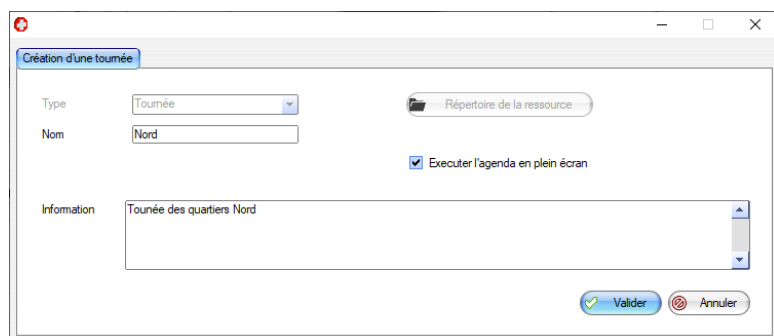 Création d'une tournée
Type
Tournée
Répertoire de la ressource
Nom
Nord
Executer l'agenda en plein écran
Information
Tounée des quartiers Nord
Valider
Annuler